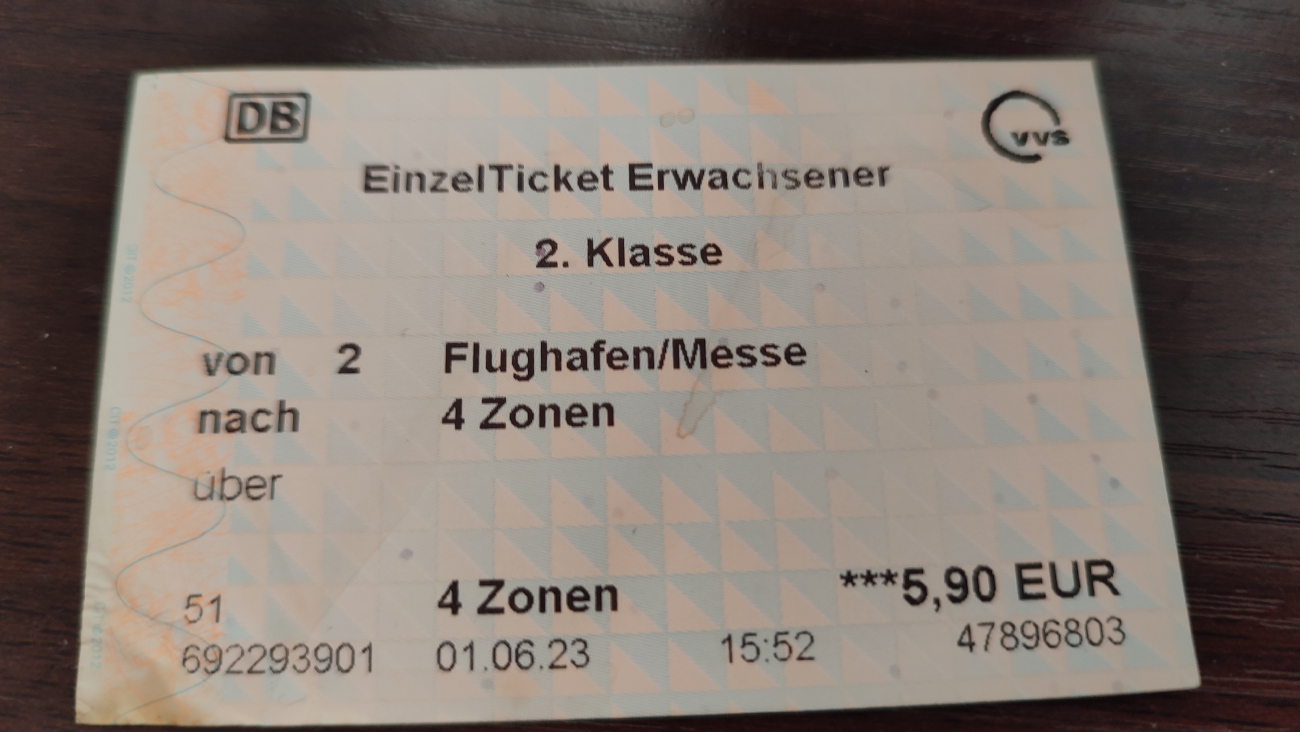 DB
vvs
EinzelTicket Erwachsener
2. Klasse
von 2 Flughafen/Messe
nach 4 Zonen
über
51 4 Zonen ***5,90 EUR
692293901 01.06.23 15:52 47896803